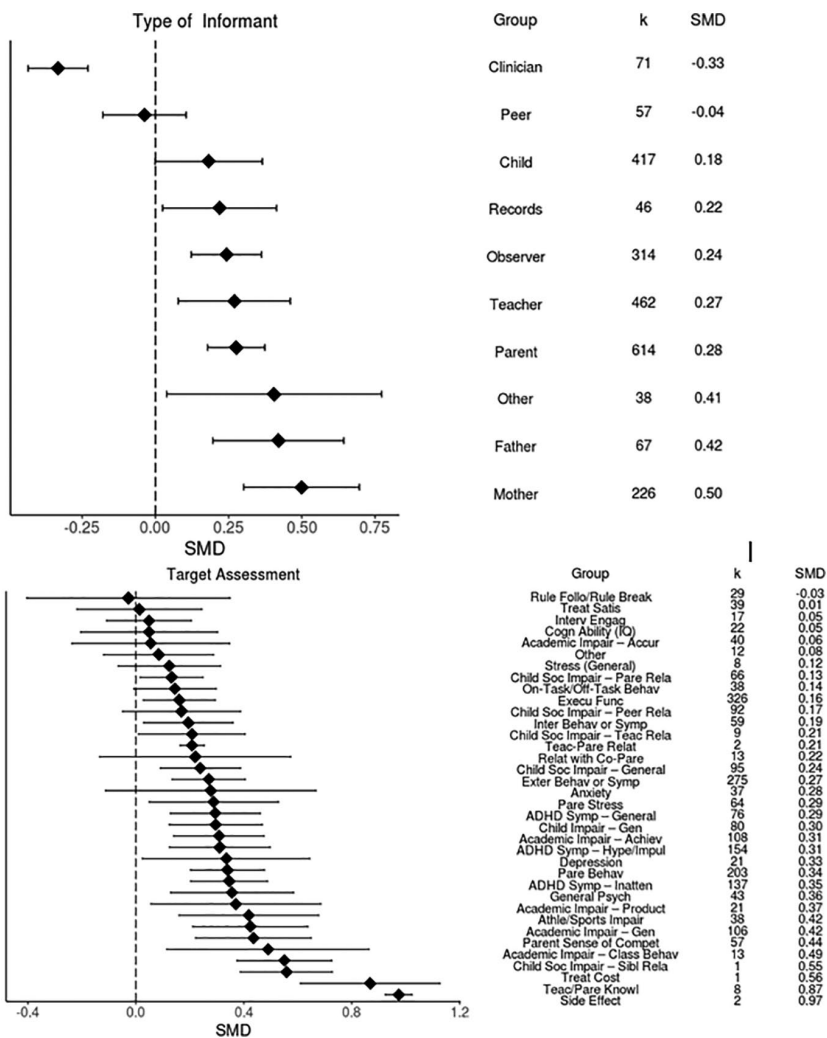 Type of Informant
Group k SMD
Clinician 71 -0.33
Peer 57 -0.04
Child 417 0.18
Records 46 0.22
Observer 314 0.24
Teacher 462 0.27
Parent 614 0.28
Other 38 0.41
Father 67 0.42
Mother 226 0.50
-0.25 0.00 0.25 0.50 0.75
SMD
Target Assessment
Group k SMD
Rule Follo/Rule Break 29 -0.03
Treat Satis 39 0.01
Interv Engag 17 0.05
Cogn Ability (IQ) 22 0.05
Academic Impair – Accur 40 0.06
Other 12 0.08
Stress (General) 8 0.12
Child Soc Impair – Pare Rela 66 0.13
On-Task/Off-Task Behav 38 0.14
Execu Func 326 0.16
Child Soc Impair – Peer Rela 92 0.17
Inter Behav or Symp 59 0.19
Child Soc Impair – Teac Rela 9 0.21
Teac-Pare Relat 2 0.21
Relat with Co-Pare 13 0.22
Child Soc Impair – General 95 0.24
Exter Behav or Symp 275 0.27
Anxiety 37 0.28
Pare Stress 64 0.29
ADHD Symp – General 76 0.29
Child Impair – Gen 80 0.30
Academic Impair – Achiev 108 0.31
ADHD Symp – Hype/Impul 154 0.31
Depression 21 0.33
Pare Behav 203 0.34
ADHD Symp – Inatten 137 0.35
General Psych 43 0.36
Academic Impair – Product 21 0.37
Athle/Sports Impair 38 0.42
Academic Impair – Gen 106 0.42
Parent Sense of Compet 57 0.44
Academic Impair – Class Behav 13 0.49
Child Soc Impair – Sibl Rela 1 0.55
Treat Cost 1 0.56
Teac/Pare Knowl 8 0.87
Side Effect 2 0.97
-0.4 0.0 0.4 0.8 1.2
SMD